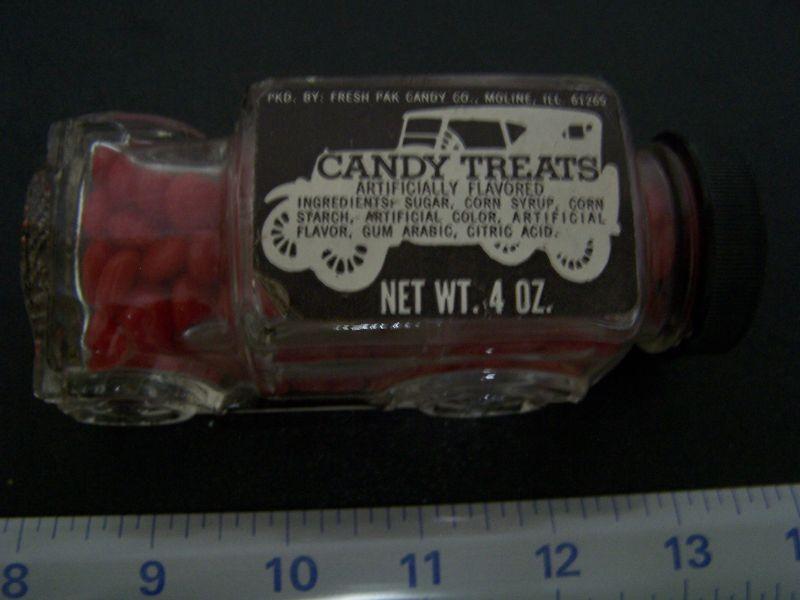 PKD. BY: FRESH PAK CANDY CO., MOLINE, ILL. 61265
CANDY TREATS
ARTIFICIALLY FLAVORED
INGREDIENTS: SUGAR, CORN SYRUP, CORN
STARCH, ARTIFICIAL COLOR, ARTIFICIAL
FLAVOR, GUM ARABIC, CITRIC ACID.
NET WT. 4 OZ.
8 9 10 11 12 13 1